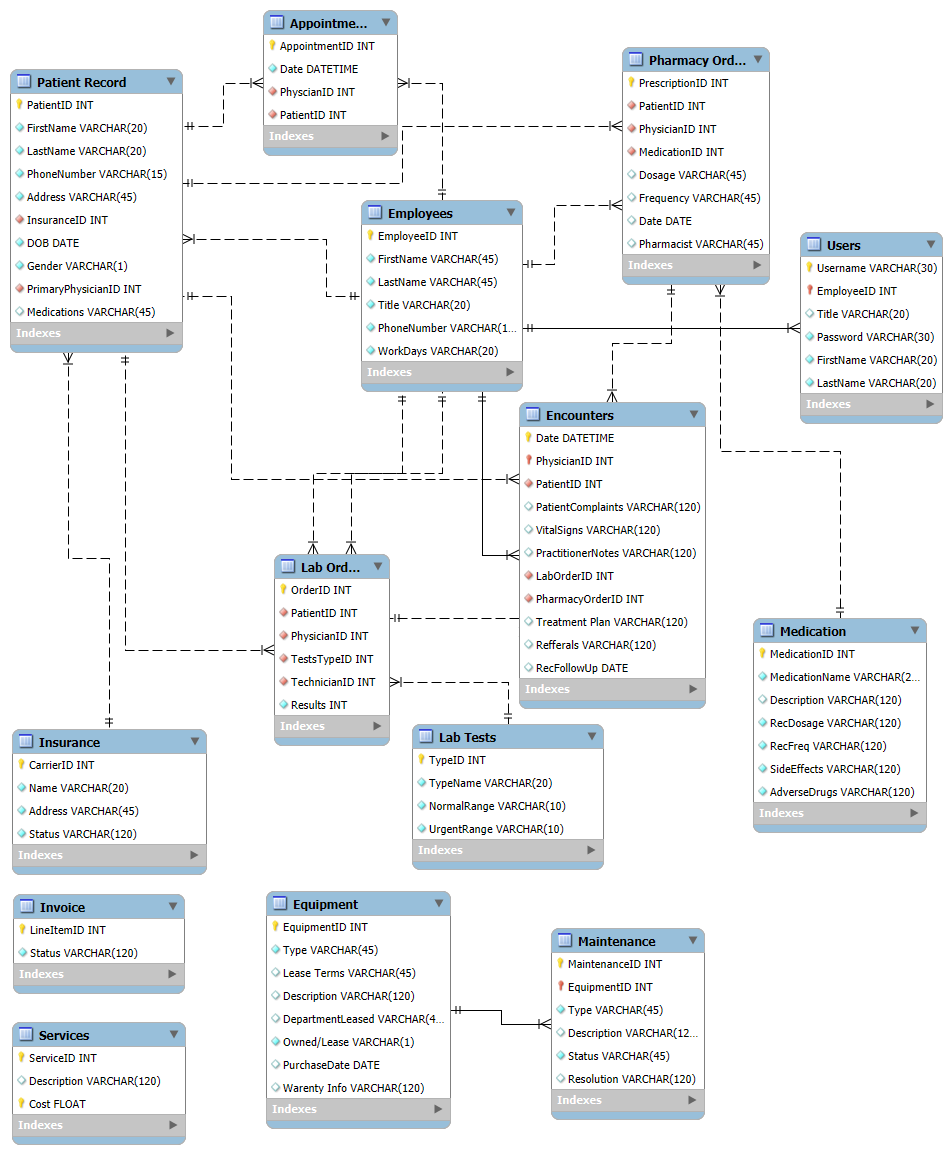 Appointme...
AppointmentID INT
Date DATETIME
PhyscianID INT
PatientID INT
Indexes
Pharmacy Ord...
PrescriptionID INT
PatientID INT
PhysicianID INT
MedicationID INT
Dosage VARCHAR(45)
Frequency VARCHAR(45)
Date DATE
Pharmacist VARCHAR(45)
Indexes
Patient Record
PatientID INT
FirstName VARCHAR(20)
LastName VARCHAR(20)
PhoneNumber VARCHAR(15)
Address VARCHAR(45)
InsuranceID INT
DOB DATE
Gender VARCHAR(1)
PrimaryPhysicianID INT
Medications VARCHAR(45)
Indexes
Employees
EmployeeID INT
FirstName VARCHAR(45)
LastName VARCHAR(45)
Title VARCHAR(20)
PhoneNumber VARCHAR(1...
WorkDays VARCHAR(20)
Indexes
Users
Username VARCHAR(30)
EmployeeID INT
Title VARCHAR(20)
Password VARCHAR(30)
FirstName VARCHAR(20)
LastName VARCHAR(20)
Indexes
Encounters
Date DATETIME
PhysicianID INT
PatientID INT
PatientComplaints VARCHAR(120)
VitalSigns VARCHAR(120)
PractitionerNotes VARCHAR(120)
LabOrderID INT
PharmacyOrderID INT
Treatment Plan VARCHAR(120)
Refferals VARCHAR(120)
RecFollowUp DATE
Indexes
Lab Ord...
OrderID INT
PatientID INT
PhysicianID INT
TestsTypeID INT
TechnicianID INT
Results INT
Indexes
Medication
MedicationID INT
MedicationName VARCHAR(2...
Description VARCHAR(120)
RecDosage VARCHAR(120)
RecFreq VARCHAR(120)
SideEffects VARCHAR(120)
AdverseDrugs VARCHAR(120)
Indexes
Insurance
CarrierID INT
Name VARCHAR(20)
Address VARCHAR(45)
Status VARCHAR(120)
Indexes
Lab Tests
TypeID INT
TypeName VARCHAR(20)
NormalRange VARCHAR(10)
UrgentRange VARCHAR(10)
Indexes
Invoice
LineItemID INT
Status VARCHAR(120)
Indexes
Equipment
EquipmentID INT
Type VARCHAR(45)
Lease Terms VARCHAR(45)
Description VARCHAR(120)
DepartmentLeased VARCHAR(4...
Owned/Lease VARCHAR(1)
PurchaseDate DATE
Warenty Info VARCHAR(120)
Indexes
Maintenance
MaintenanceID INT
EquipmentID INT
Type VARCHAR(45)
Description VARCHAR(12...
Status VARCHAR(45)
Resolution VARCHAR(120)
Indexes
Services
ServiceID INT
Description VARCHAR(120)
Cost FLOAT
Indexes